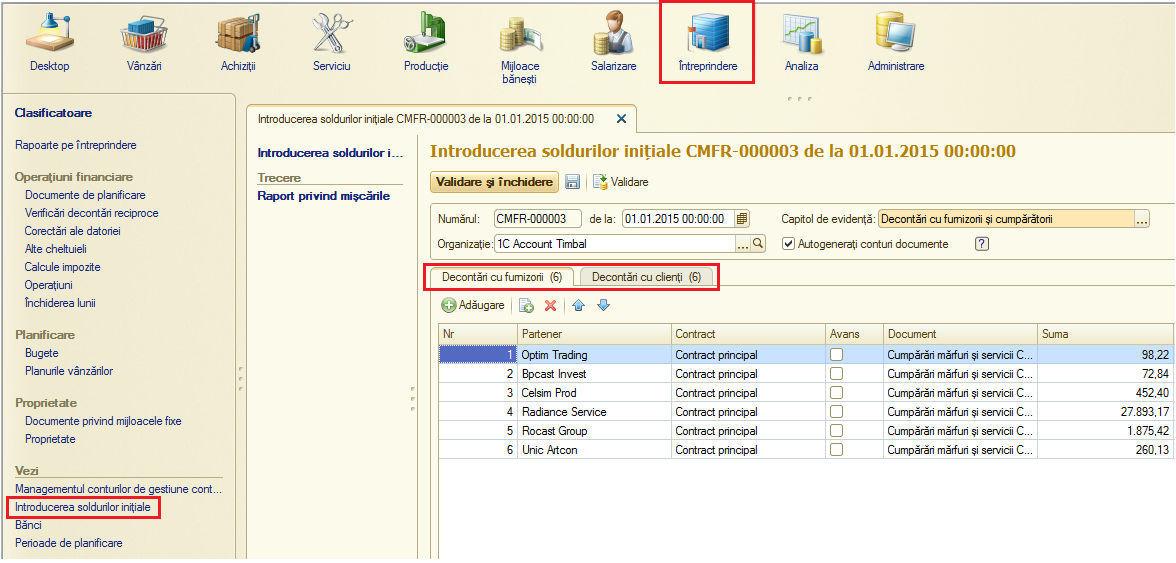 Desktop
Vânzări
Achiziții
Serviciu
Producție
Mijloace
bănești
Salarizare
Întreprindere
Analiza
Administrare
Clasificatoare
Rapoarte pe întreprindere
Operațiuni financiare
Documente de planificare
Verificări decontări reciproce
Corectări ale datoriei
Alte cheltuieli
Calcule impozite
Operațiuni
Închiderea lunii
Planificare
Bugete
Planurile vânzărilor
Proprietate
Documente privind mijloacele fixe
Proprietate
Vezi
Managementul conturilor de gestiune cont...
Introducerea soldurilor inițiale
Bănci
Perioade de planificare
Introducerea soldurilor inițiale CMFR-000003 de la 01.01.2015 00:00:00
Introducerea soldurilor i...
Trecere
Raport privind mișcările
Introducerea soldurilor inițiale CMFR-000003 de la 01.01.2015 00:00:00
Validare și închidere Validare
Numărul: CMFR-000003 de la: 01.01.2015 00:00:00 Capitol de evidență: Decontări cu furnizorii și cumpărătorii ...
Organizație: 1C Account Timbal ... Autogenerați conturi documente ?
Decontări cu furnizorii (6) Decontări cu clienți (6)
Adăugare
Nr Partener Contract Avans Document Suma
1 Optim Trading Contract principal Cumpărări mărfuri și servicii C... 98,22
2 Bpcast Invest Contract principal Cumpărări mărfuri și servicii C... 72,84
3 Celsim Prod Contract principal Cumpărări mărfuri și servicii C... 452,40
4 Radiance Service Contract principal Cumpărări mărfuri și servicii C... 27.893,17
5 Rocast Group Contract principal Cumpărări mărfuri și servicii C... 1.875,42
6 Unic Artcon Contract principal Cumpărări mărfuri și servicii C... 260,13